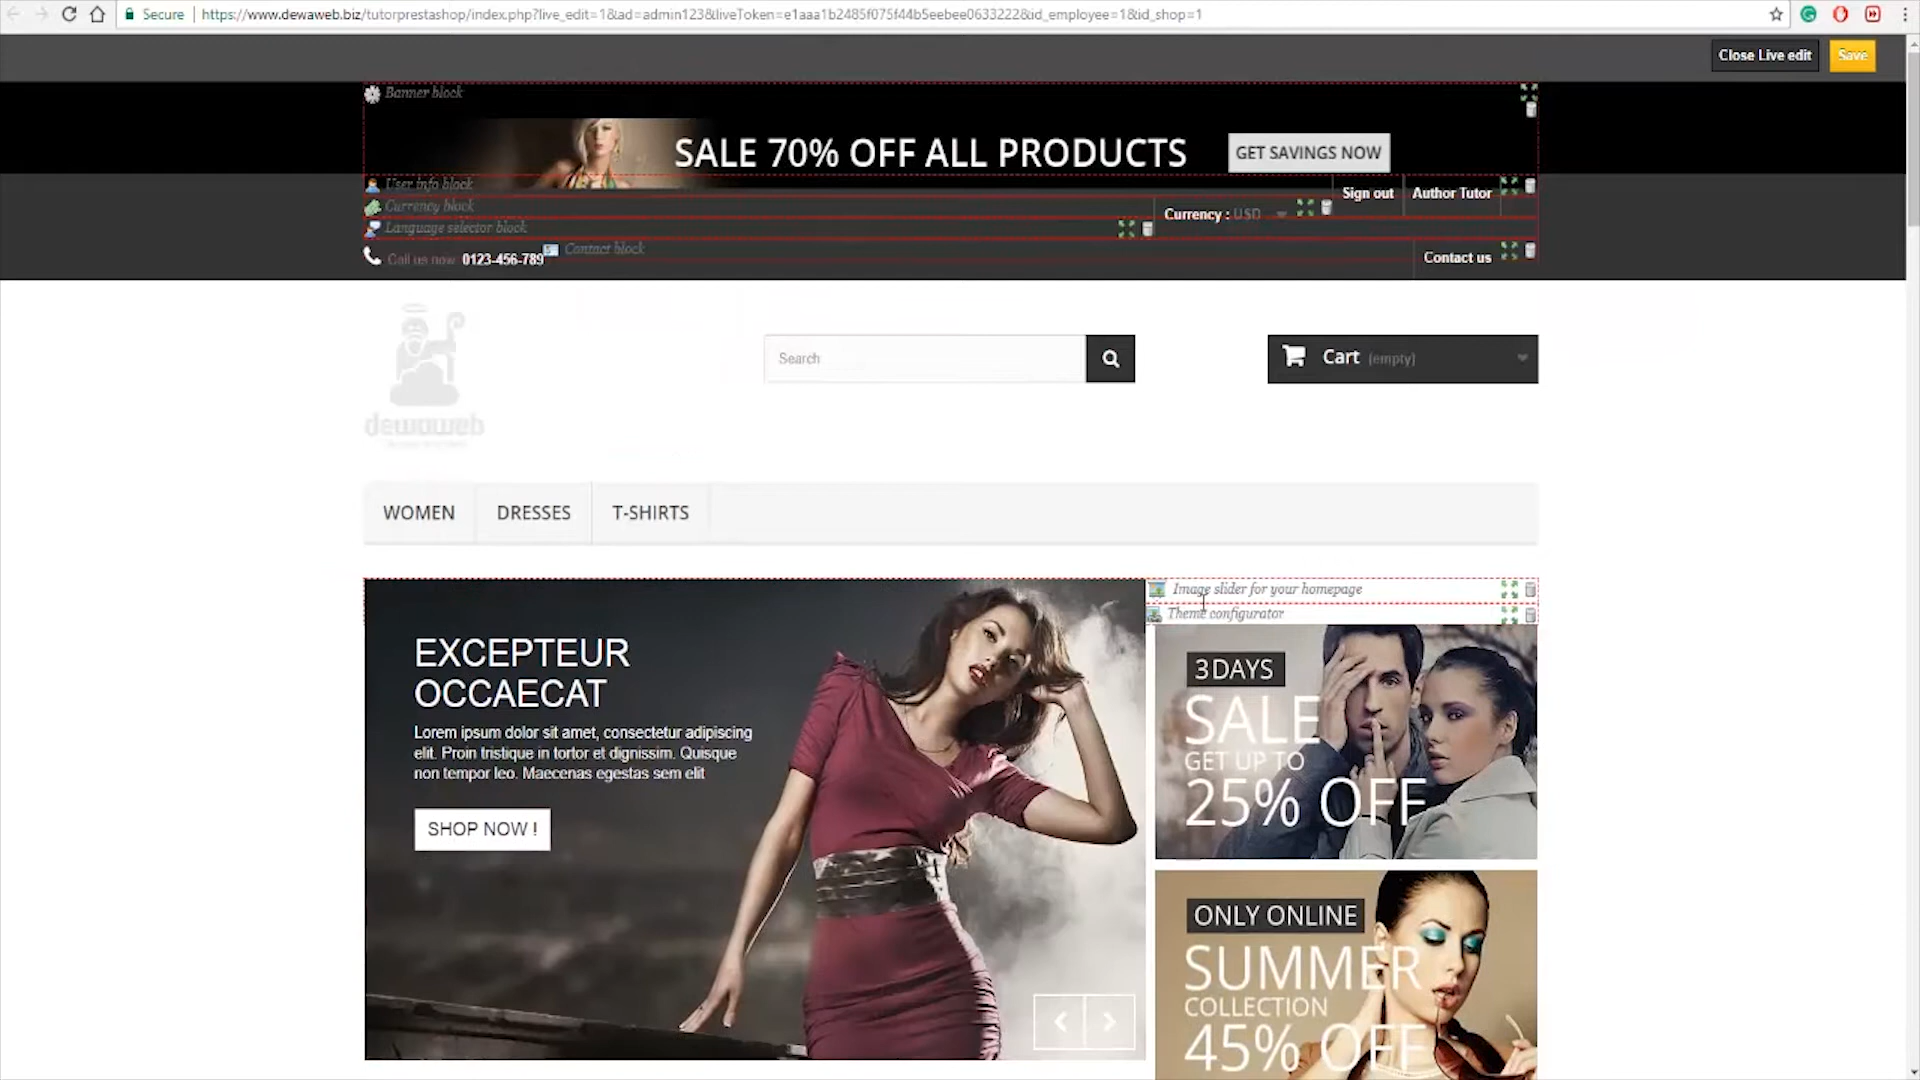 Secure https://www.dewaweb.biz/tutorprestashop/index.php?live_edit=1&ad=admin123&liveToken=e1aaa1b2485f075f44b5eebee0633222&id_employee=1&id_shop=1
Close Live edit Save
Banner block
SALE 70% OFF ALL PRODUCTS GET SAVINGS NOW
User info block Sign out Author Tutor
Currency block Currency : USD
Language selector block
Call us now: 0123-456-789 Contact block Contact us
dewaweb
Search Cart (empty)
WOMEN DRESSES T-SHIRTS
Image slider for your homepage
Theme configurator
EXCEPTEUR
OCCAECAT
Lorem ipsum dolor sit amet, consectetur adipiscing
elit. Proin tristique in tortor et dignissim. Quisque
non tempor leo. Maecenas egestas sem elit
SHOP NOW !
3 DAYS
SALE
GET UP TO
25% OFF
ONLY ONLINE
SUMMER
COLLECTION
45% OFF